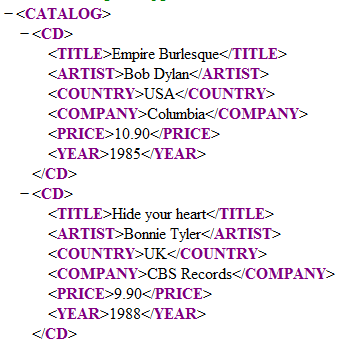 −<CATALOG>
−<CD>
<TITLE>Empire Burlesque</TITLE>
<ARTIST>Bob Dylan</ARTIST>
<COUNTRY>USA</COUNTRY>
<COMPANY>Columbia</COMPANY>
<PRICE>10.90</PRICE>
<YEAR>1985</YEAR>
</CD>
−<CD>
<TITLE>Hide your heart</TITLE>
<ARTIST>Bonnie Tyler</ARTIST>
<COUNTRY>UK</COUNTRY>
<COMPANY>CBS Records</COMPANY>
<PRICE>9.90</PRICE>
<YEAR>1988</YEAR>
</CD>